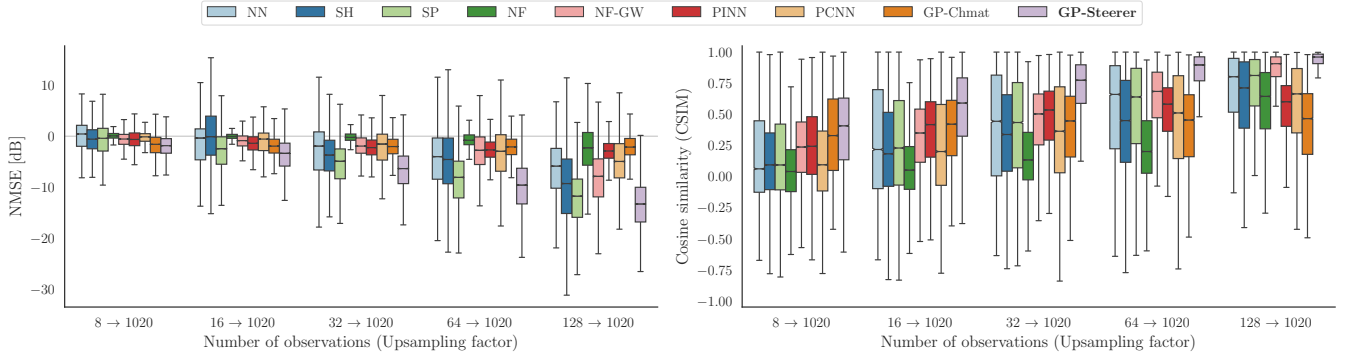 NN SH SP NF NF-GW PINN PCNN GP-Chmat GP-Steerer
NMSE [dB]
10
0
−10
−20
−30
8 → 1020 16 → 1020 32 → 1020 64 → 1020 128 → 1020
Number of observations (Upsampling factor)
Cosine similarity (CSIM)
1.00
0.75
0.50
0.25
0.00
−0.25
−0.50
−0.75
−1.00
8 → 1020 16 → 1020 32 → 1020 64 → 1020 128 → 1020
Number of observations (Upsampling factor)